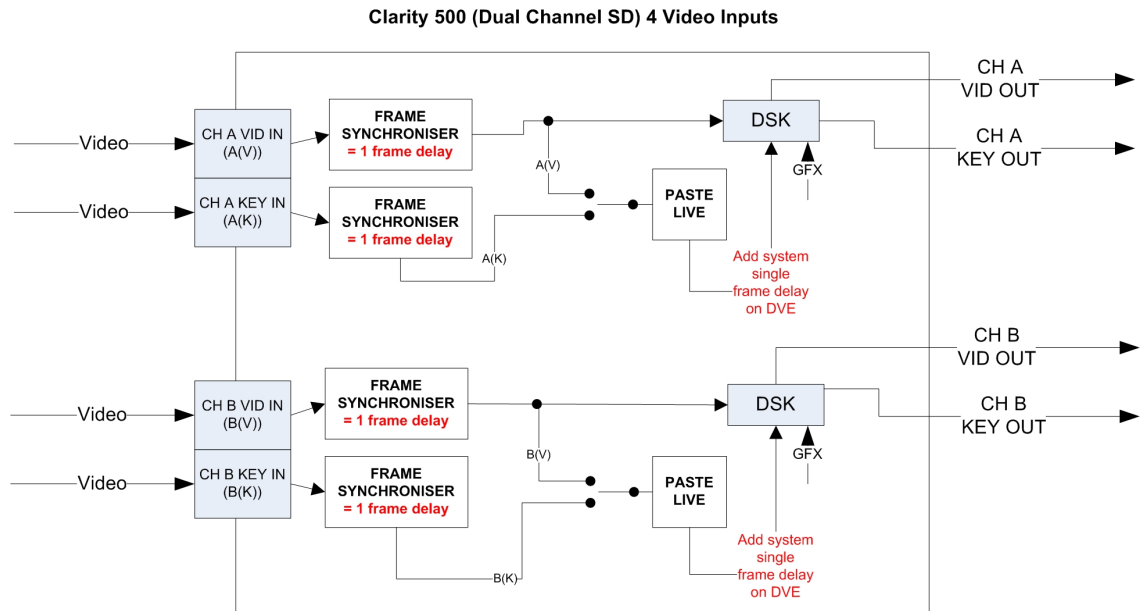 Clarity 500 (Dual Channel SD) 4 Video Inputs
CH A
VID OUT
CH A
KEY OUT
Video
CH A VID IN
(A(V))
FRAME
SYNCHRONISER
= 1 frame delay
DSK
A(V)
GFX
Video
CH A KEY IN
(A(K))
FRAME
SYNCHRONISER
= 1 frame delay
PASTE
LIVE
A(K)
Add system
single
frame delay
on DVE
CH B
VID OUT
CH B
KEY OUT
Video
CH B VID IN
(B(V))
FRAME
SYNCHRONISER
= 1 frame delay
DSK
B(V)
GFX
Video
CH B KEY IN
(B(K))
FRAME
SYNCHRONISER
= 1 frame delay
PASTE
LIVE
B(K)
Add system
single
frame delay
on DVE